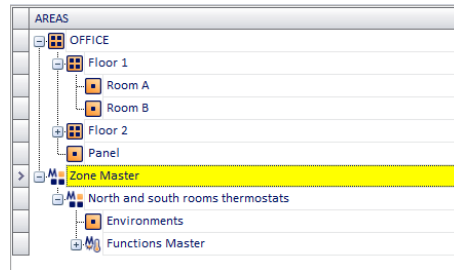 AREAS
OFFICE
Floor 1
Room A
Room B
Floor 2
Panel
Zone Master
North and south rooms thermostats
Environments
Functions Master